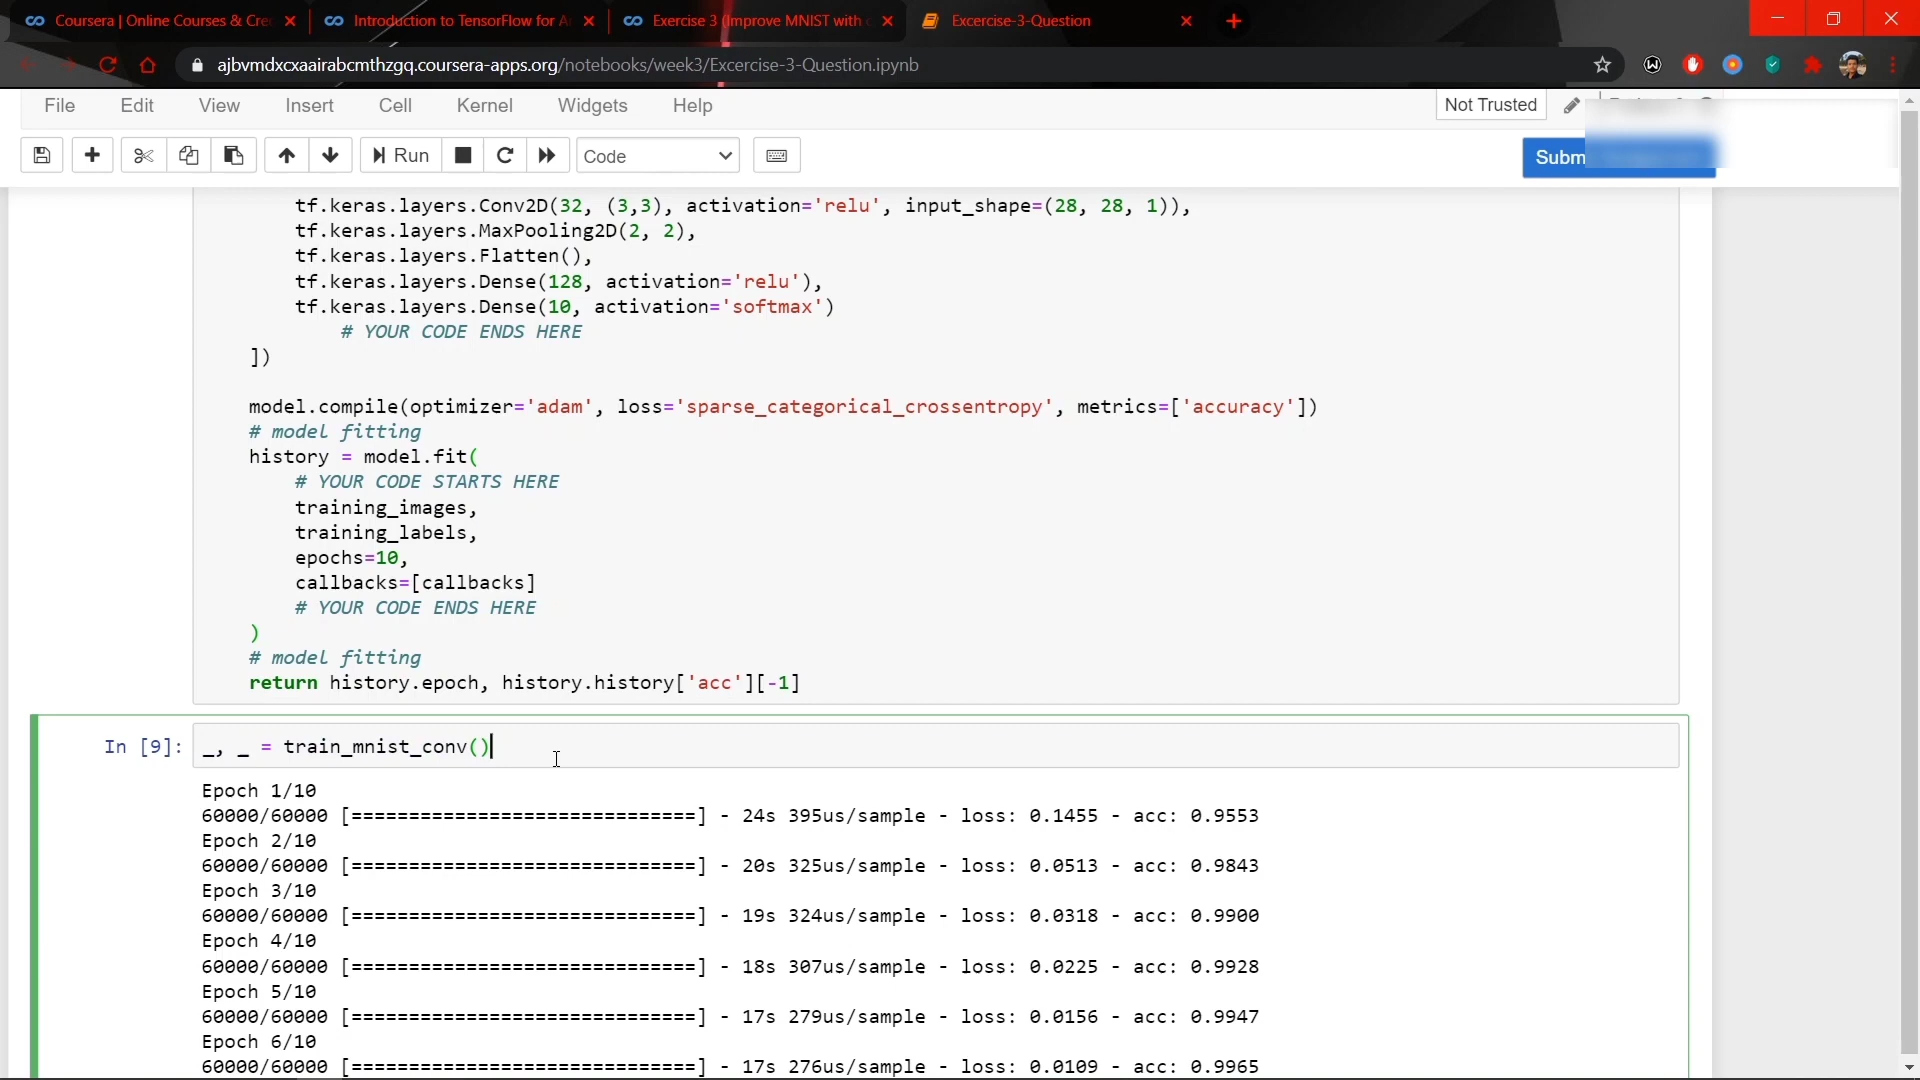 Coursera | Online Courses & Cre
Introduction to TensorFlow for A
Exercise 3 (Improve MNIST with c
Excercise-3-Question
ajbvmdxcxaairabcmthzgq.coursera-apps.org/notebooks/week3/Excercise-3-Question.ipynb
File Edit View Insert Cell Kernel Widgets Help
Not Trusted
Run
Code
Subm
tf.keras.layers.Conv2D(32, (3,3), activation='relu', input_shape=(28, 28, 1)),
tf.keras.layers.MaxPooling2D(2, 2),
tf.keras.layers.Flatten(),
tf.keras.layers.Dense(128, activation='relu'),
tf.keras.layers.Dense(10, activation='softmax')
# YOUR CODE ENDS HERE
])
model.compile(optimizer='adam', loss='sparse_categorical_crossentropy', metrics=['accuracy'])
# model fitting
history = model.fit(
# YOUR CODE STARTS HERE
training_images,
training_labels,
epochs=10,
callbacks=[callbacks]
# YOUR CODE ENDS HERE
)
# model fitting
return history.epoch, history.history['acc'][-1]
In [9]: _, _ = train_mnist_conv()
Epoch 1/10
60000/60000 [==============================] - 24s 395us/sample - loss: 0.1455 - acc: 0.9553
Epoch 2/10
60000/60000 [==============================] - 20s 325us/sample - loss: 0.0513 - acc: 0.9843
Epoch 3/10
60000/60000 [==============================] - 19s 324us/sample - loss: 0.0318 - acc: 0.9900
Epoch 4/10
60000/60000 [==============================] - 18s 307us/sample - loss: 0.0225 - acc: 0.9928
Epoch 5/10
60000/60000 [==============================] - 17s 279us/sample - loss: 0.0156 - acc: 0.9947
Epoch 6/10
60000/60000 [==============================] - 17s 276us/sample - loss: 0.0109 - acc: 0.9965